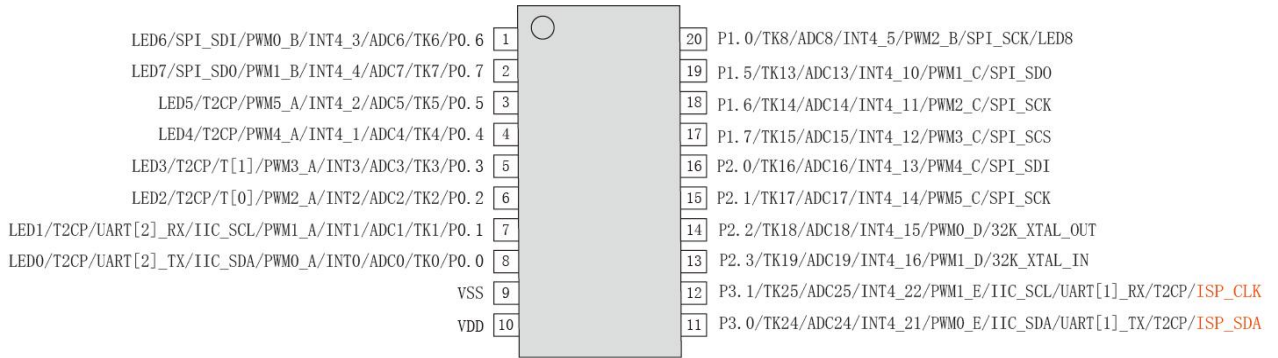 LED6/SPI_SDI/PWM0_B/INT4_3/ADC6/TK6/P0.6 1
20 P1.0/TK8/ADC8/INT4_5/PWM2_B/SPI_SCK/LED8
LED7/SPI_SDO/PWM1_B/INT4_4/ADC7/TK7/P0.7 2
19 P1.5/TK13/ADC13/INT4_10/PWM1_C/SPI_SDO
LED5/T2CP/PWM5_A/INT4_2/ADC5/TK5/P0.5 3
18 P1.6/TK14/ADC14/INT4_11/PWM2_C/SPI_SCK
LED4/T2CP/PWM4_A/INT4_1/ADC4/TK4/P0.4 4
17 P1.7/TK15/ADC15/INT4_12/PWM3_C/SPI_SCS
LED3/T2CP/T[1]/PWM3_A/INT3/ADC3/TK3/P0.3 5
16 P2.0/TK16/ADC16/INT4_13/PWM4_C/SPI_SDI
LED2/T2CP/T[0]/PWM2_A/INT2/ADC2/TK2/P0.2 6
15 P2.1/TK17/ADC17/INT4_14/PWM5_C/SPI_SCK
LED1/T2CP/UART[2]_RX/IIC_SCL/PWM1_A/INT1/ADC1/TK1/P0.1 7
14 P2.2/TK18/ADC18/INT4_15/PWM0_D/32K_XTAL_OUT
LED0/T2CP/UART[2]_TX/IIC_SDA/PWM0_A/INT0/ADC0/TK0/P0.0 8
13 P2.3/TK19/ADC19/INT4_16/PWM1_D/32K_XTAL_IN
VSS 9
12 P3.1/TK25/ADC25/INT4_22/PWM1_E/IIC_SCL/UART[1]_RX/T2CP/ISP_CLK
VDD 10
11 P3.0/TK24/ADC24/INT4_21/PWM0_E/IIC_SDA/UART[1]_TX/T2CP/ISP_SDA